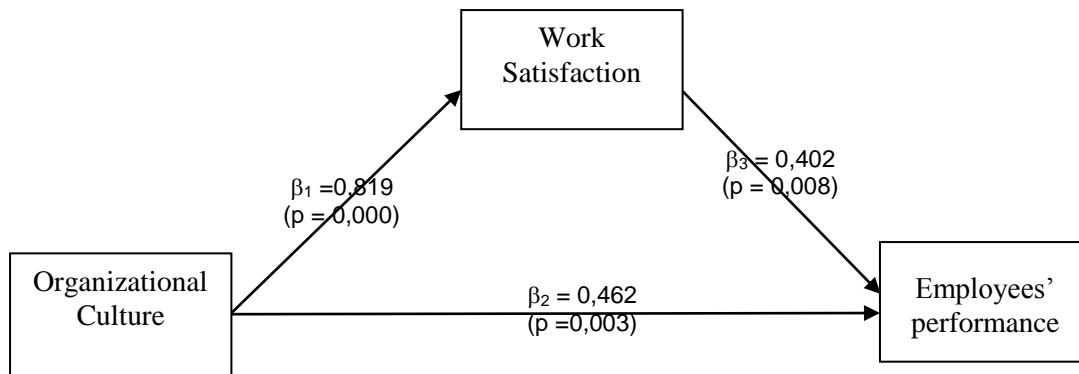 Work
Satisfaction
β₁ =0,819
(p = 0,000)
β₃ = 0,402
(p = 0,008)
Organizational
Culture
β₂ = 0,462
(p =0,003)
Employees’
performance